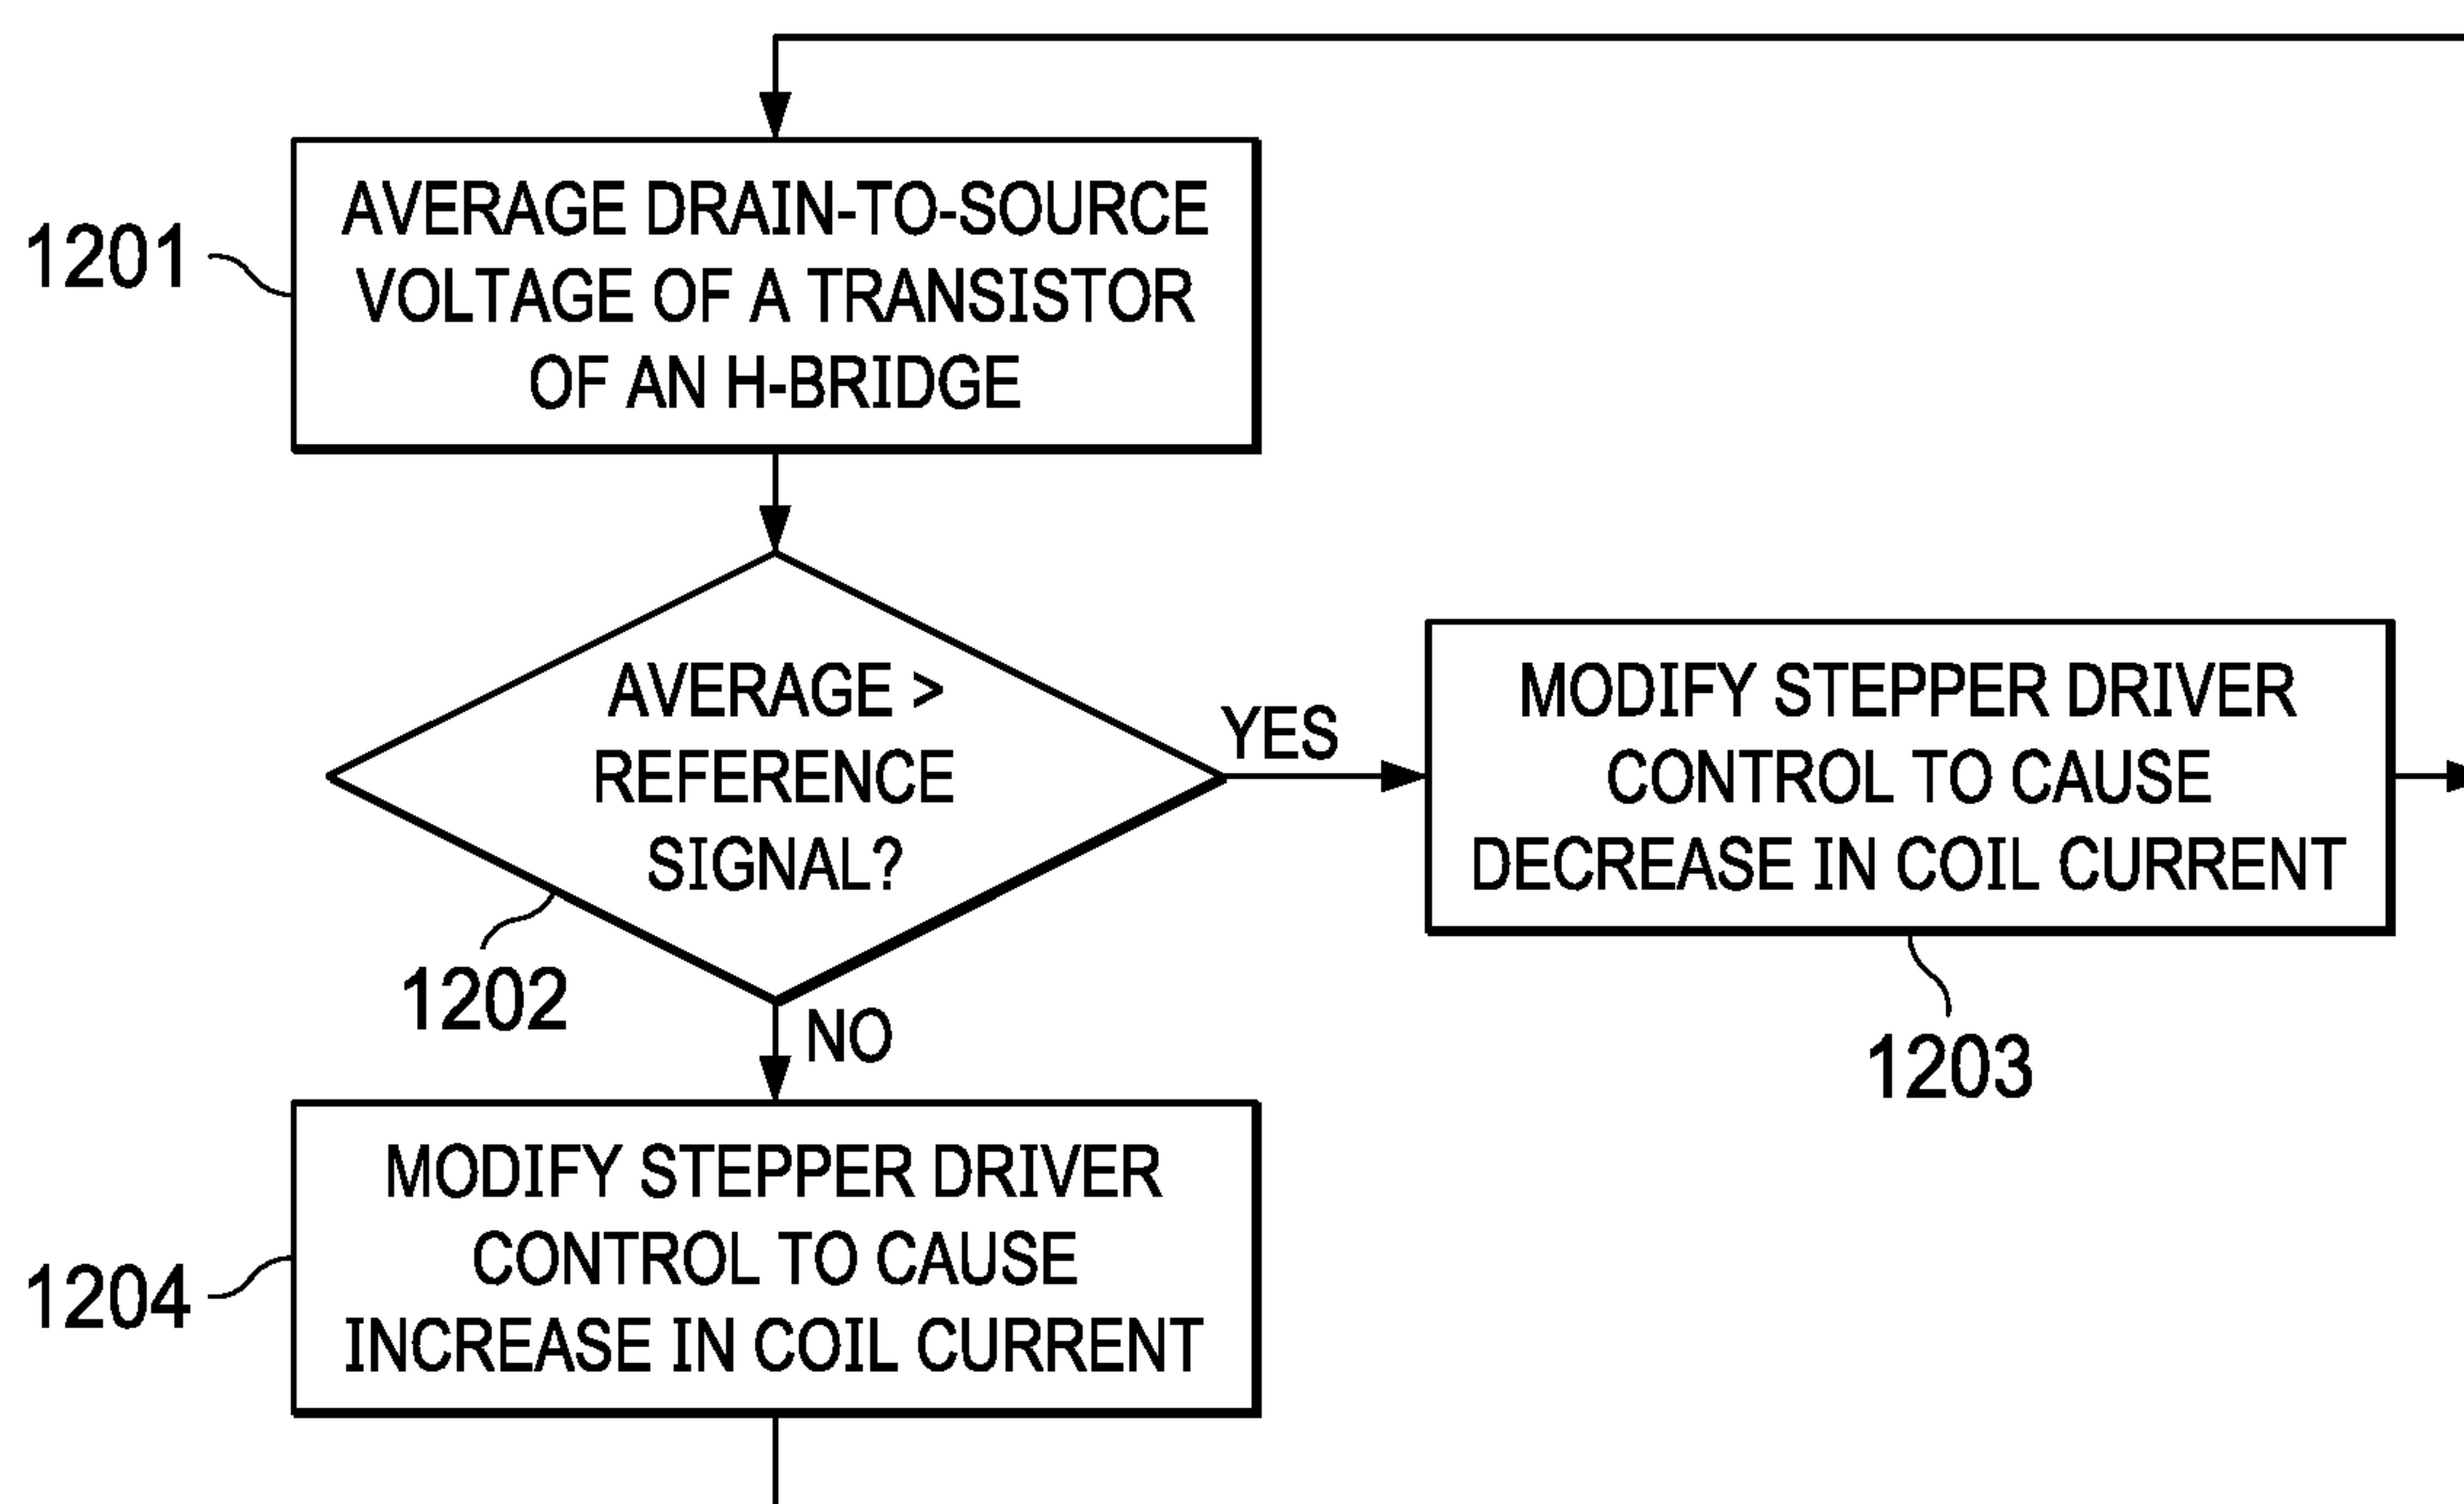 1201
AVERAGE DRAIN-TO-SOURCE
VOLTAGE OF A TRANSISTOR
OF AN H-BRIDGE
AVERAGE >
REFERENCE
SIGNAL?
1202
YES
NO
MODIFY STEPPER DRIVER
CONTROL TO CAUSE
DECREASE IN COIL CURRENT
1203
1204
MODIFY STEPPER DRIVER
CONTROL TO CAUSE
INCREASE IN COIL CURRENT